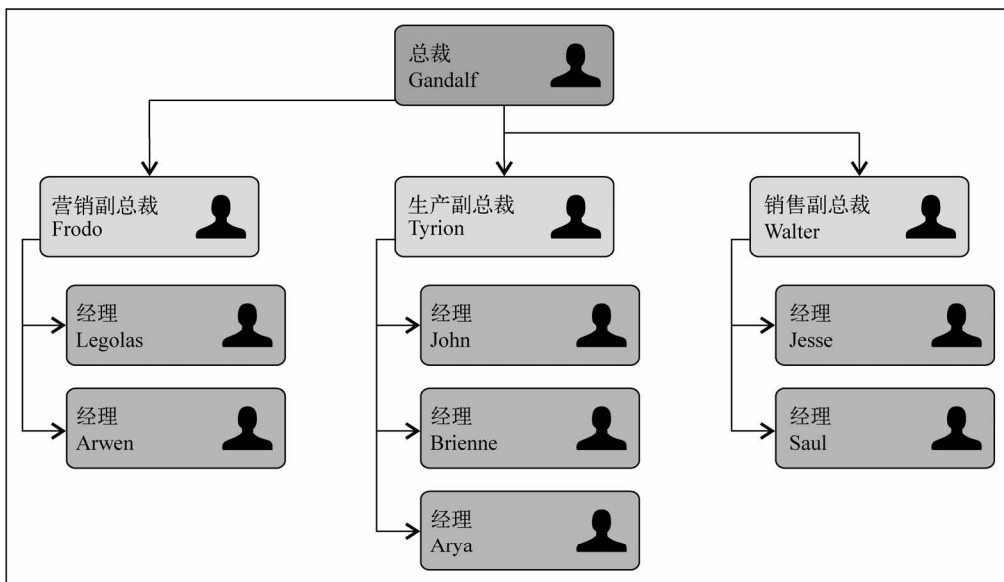 总裁
Gandalf
营销副总裁
Frodo
生产副总裁
Tyrion
销售副总裁
Walter
经理
Legolas
经理
John
经理
Jesse
经理
Arwen
经理
Brienne
经理
Saul
经理
Arya